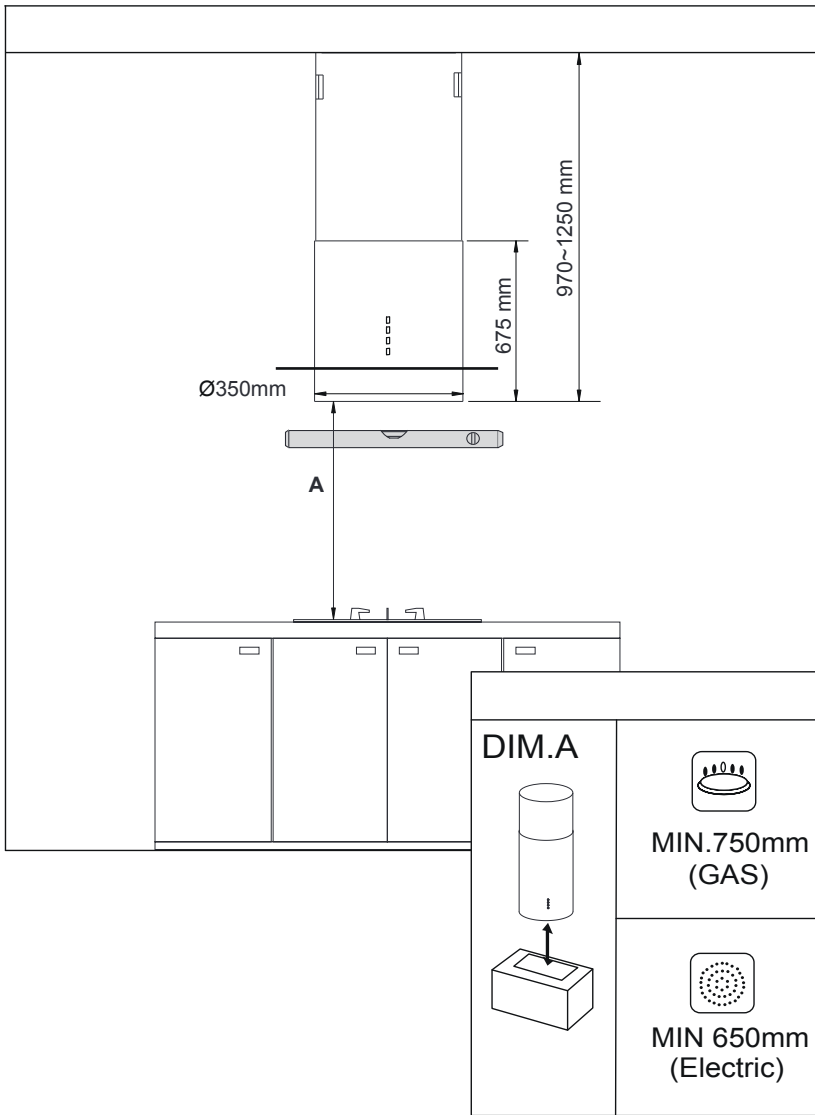 970~1250 mm
675 mm
Ø350mm
A
DIM.A
MIN.750mm
(GAS)
MIN 650mm
(Electric)